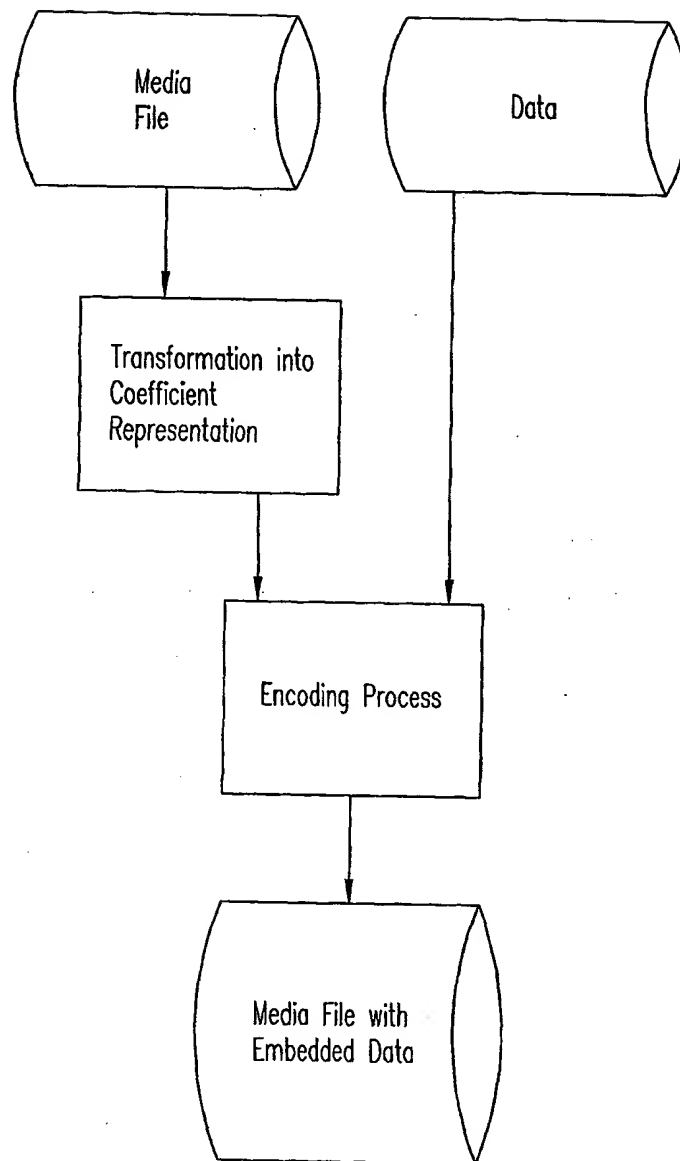 Media
File
Data
Transformation into
Coefficient
Representation
Encoding Process
Media File with
Embedded Data